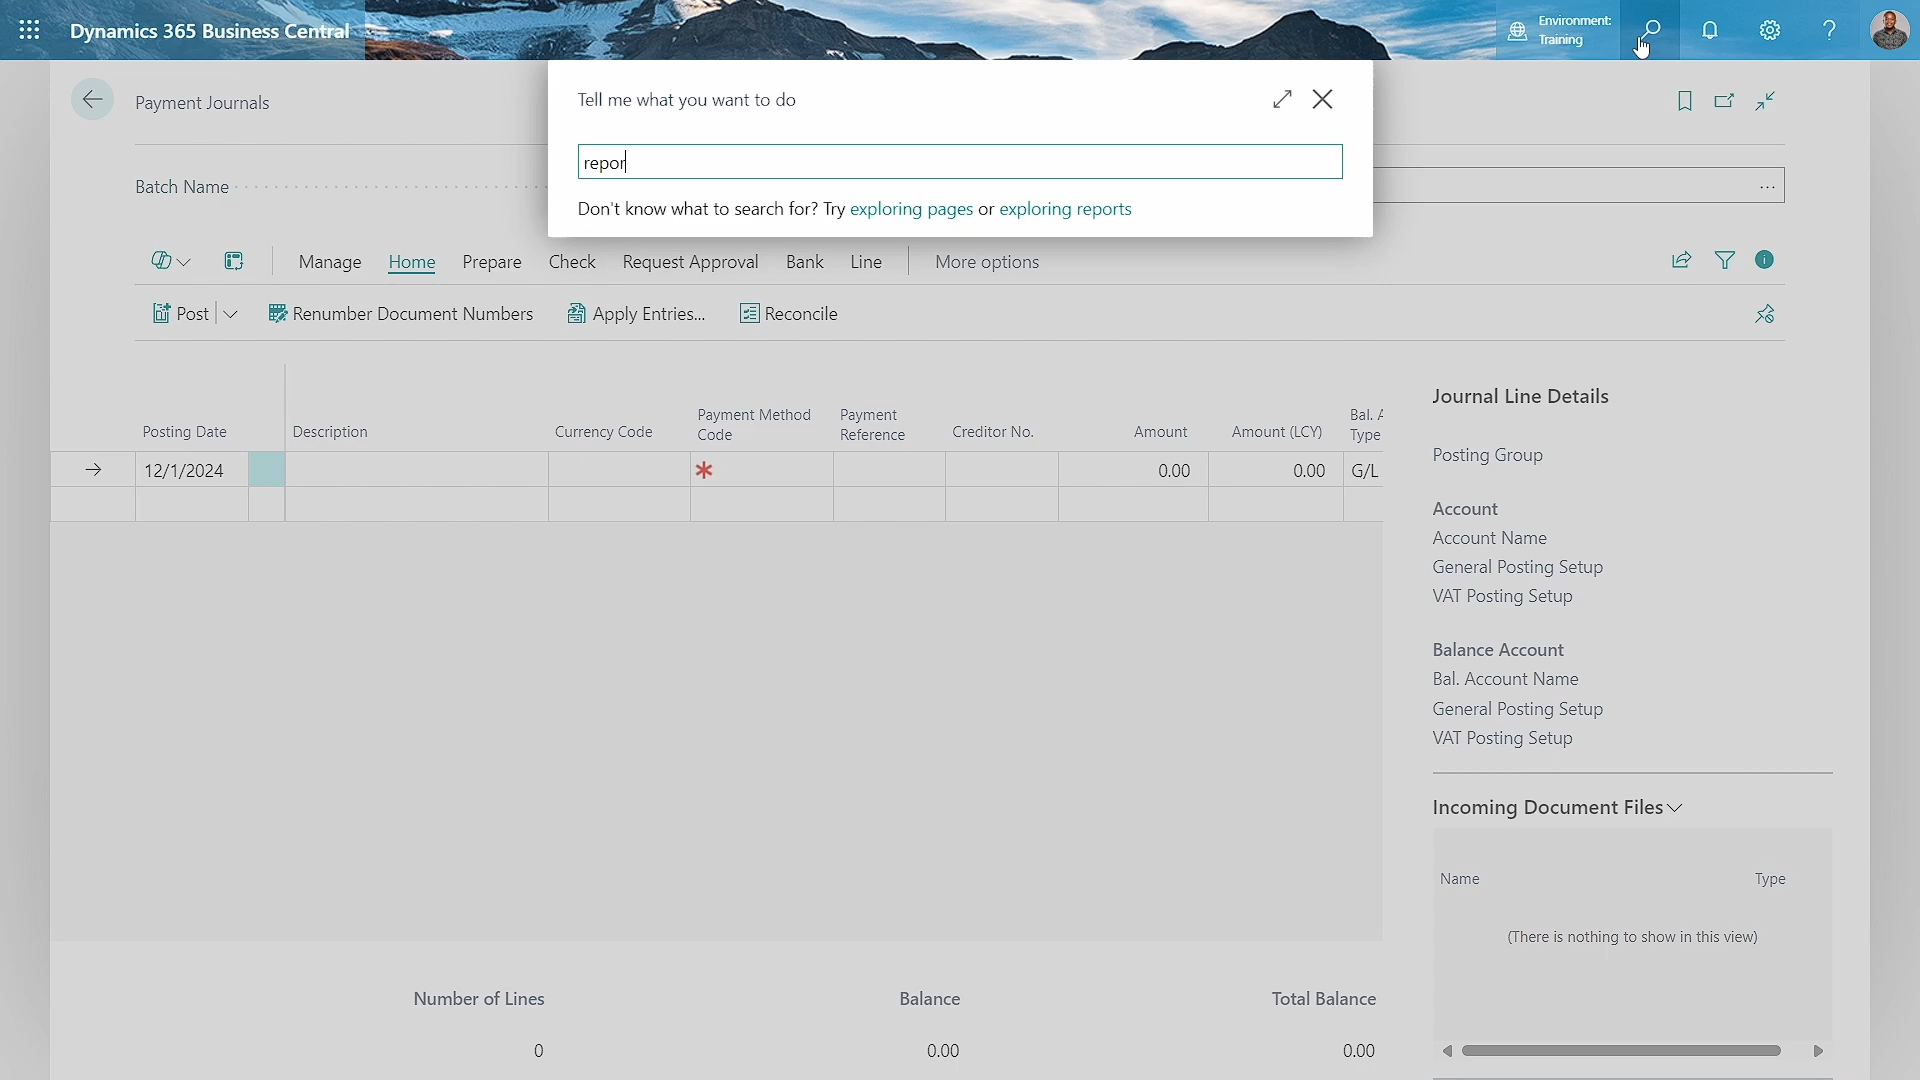 Dynamics 365 Business Central
Environment:
Training
Tell me what you want to do
repor
Don't know what to search for? Try exploring pages or exploring reports
Payment Journals
Batch Name
Manage Home Prepare Check Request Approval Bank Line More options
Post Renumber Document Numbers Apply Entries... Reconcile
Posting Date Description Currency Code Payment Method Code Payment Reference Creditor No. Amount Amount (LCY) Bal. A Type
12/1/2024 * 0.00 0.00 G/L
Number of Lines Balance Total Balance
0 0.00 0.00
Journal Line Details
Posting Group
Account
Account Name
General Posting Setup
VAT Posting Setup
Balance Account
Bal. Account Name
General Posting Setup
VAT Posting Setup
Incoming Document Files
Name Type
(There is nothing to show in this view)